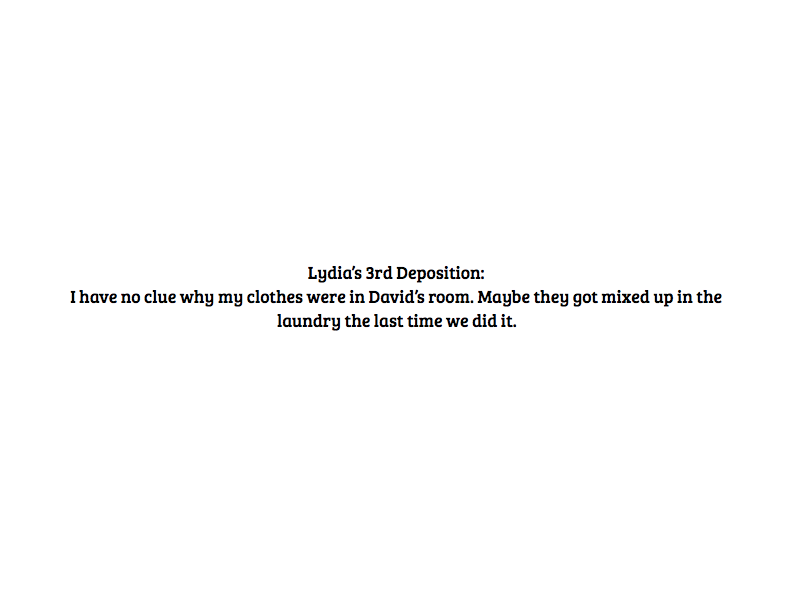 Lydia’s 3rd Deposition:
I have no clue why my clothes were in David’s room. Maybe they got mixed up in the
laundry the last time we did it.